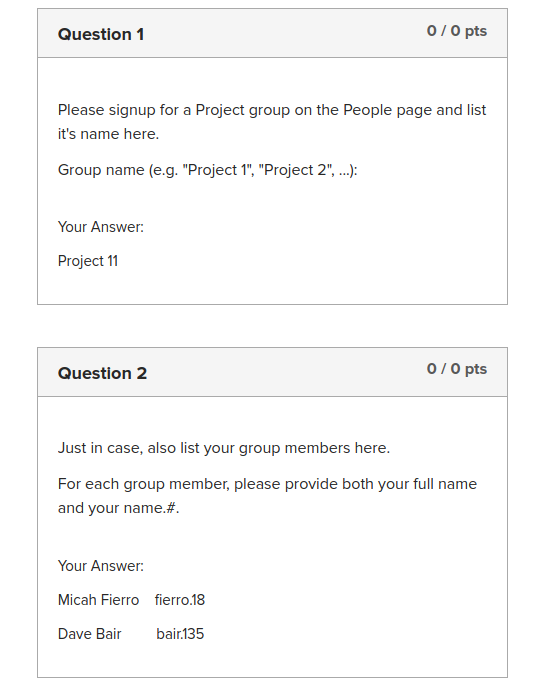 Question 1
0 / 0 pts
Please signup for a Project group on the People page and list
it's name here.
Group name (e.g. "Project 1", "Project 2", ...):
Your Answer:
Project 11
Question 2
0 / 0 pts
Just in case, also list your group members here.
For each group member, please provide both your full name
and your name.#.
Your Answer:
Micah Fierro fierro.18
Dave Bair bair.135